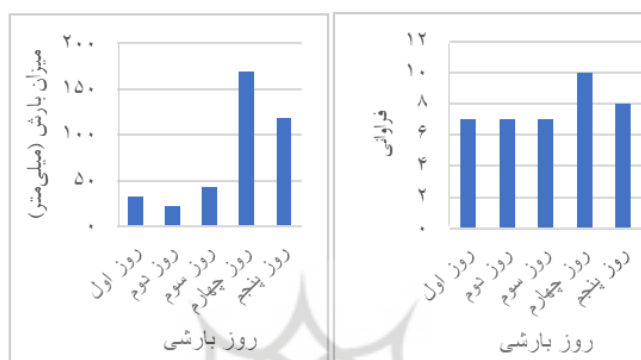 میزان بارش (میلی‌متر)
۲۰۰
۱۵۰
۱۰۰
۵۰
۰
روز اول
روز دوم
روز سوم
روز چهارم
روز پنجم
روز بارشی
فراوانی
۱۲
۱۰
۸
۶
۴
۲
۰
روز اول
روز دوم
روز سوم
روز چهارم
روز پنجم
روز بارشی